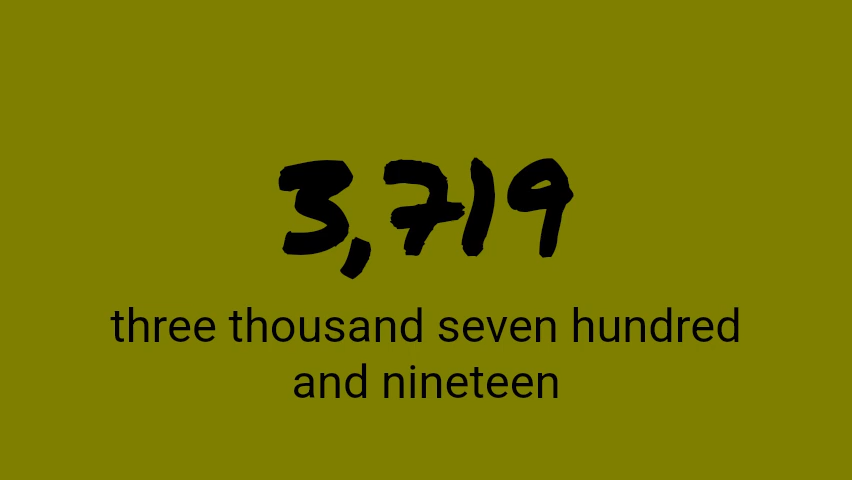 3,719
three thousand seven hundred
and nineteen